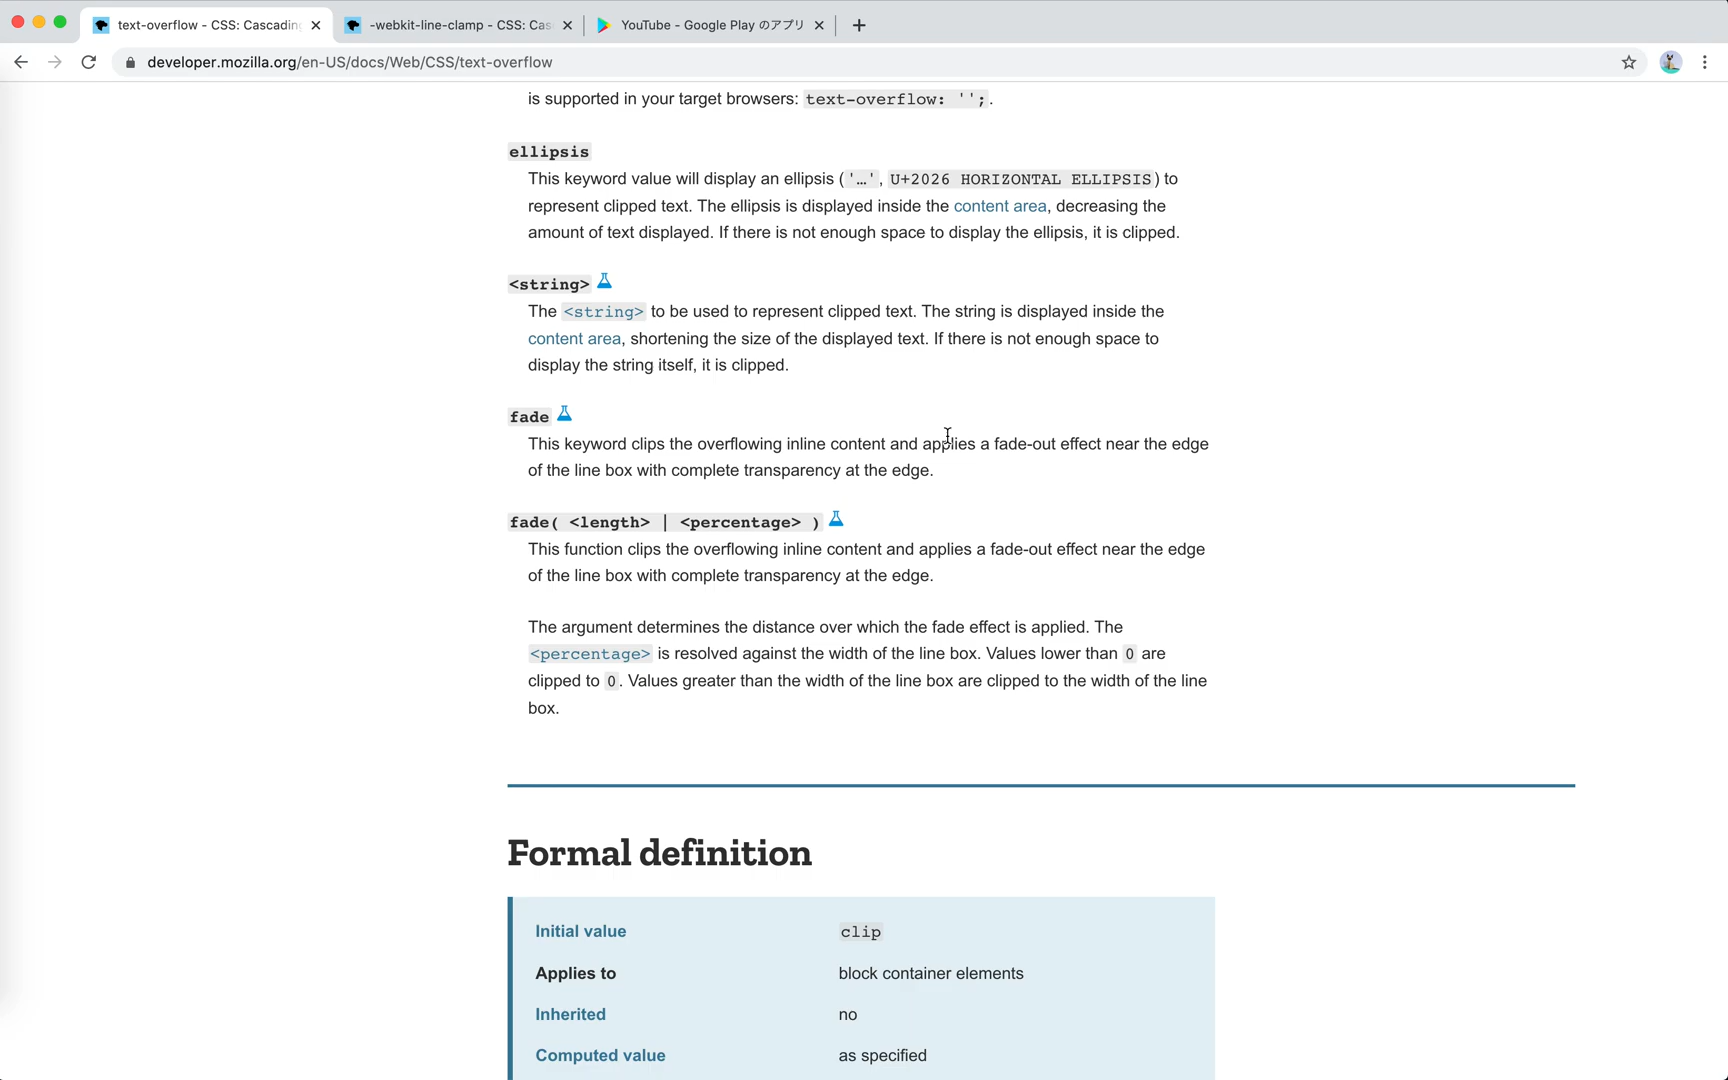 text-overflow - CSS: Cascading
-webkit-line-clamp - CSS: Cas
YouTube - Google Play のアプリ
developer.mozilla.org/en-US/docs/Web/CSS/text-overflow
is supported in your target browsers: text-overflow: '';.
ellipsis
This keyword value will display an ellipsis ('…', U+2026 HORIZONTAL ELLIPSIS) to
represent clipped text. The ellipsis is displayed inside the content area, decreasing the
amount of text displayed. If there is not enough space to display the ellipsis, it is clipped.
<string>
The <string> to be used to represent clipped text. The string is displayed inside the
content area, shortening the size of the displayed text. If there is not enough space to
display the string itself, it is clipped.
fade
This keyword clips the overflowing inline content and applies a fade-out effect near the edge
of the line box with complete transparency at the edge.
fade( <length> | <percentage> )
This function clips the overflowing inline content and applies a fade-out effect near the edge
of the line box with complete transparency at the edge.
The argument determines the distance over which the fade effect is applied. The
<percentage> is resolved against the width of the line box. Values lower than 0 are
clipped to 0. Values greater than the width of the line box are clipped to the width of the line
box.
Formal definition
Initial value clip
Applies to block container elements
Inherited no
Computed value as specified